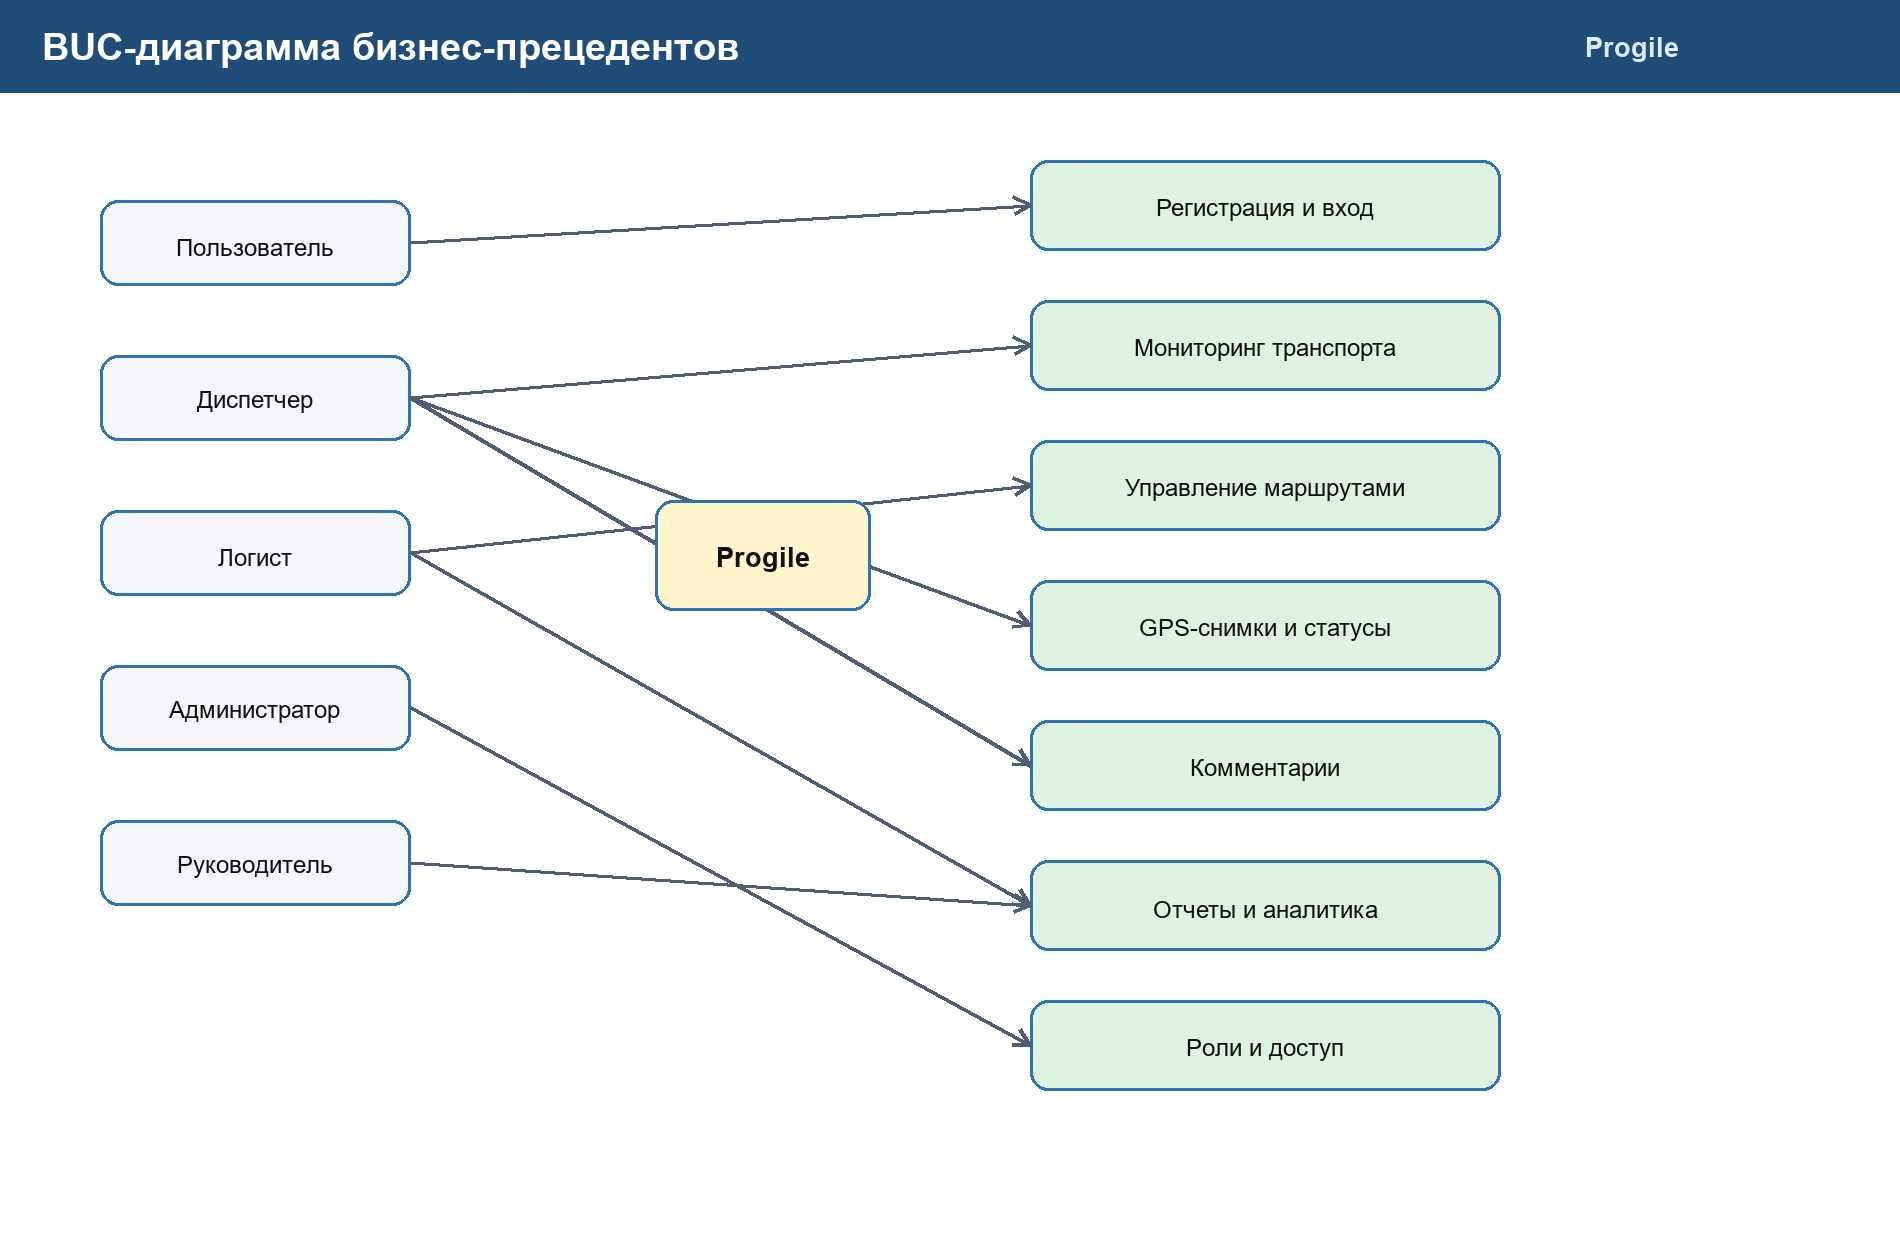 BUC-диаграмма бизнес-прецедентов
Progile
Пользователь
Диспетчер
Логист
Администратор
Руководитель
Progile
Регистрация и вход
Мониторинг транспорта
Управление маршрутами
GPS-снимки и статусы
Комментарии
Отчеты и аналитика
Роли и доступ